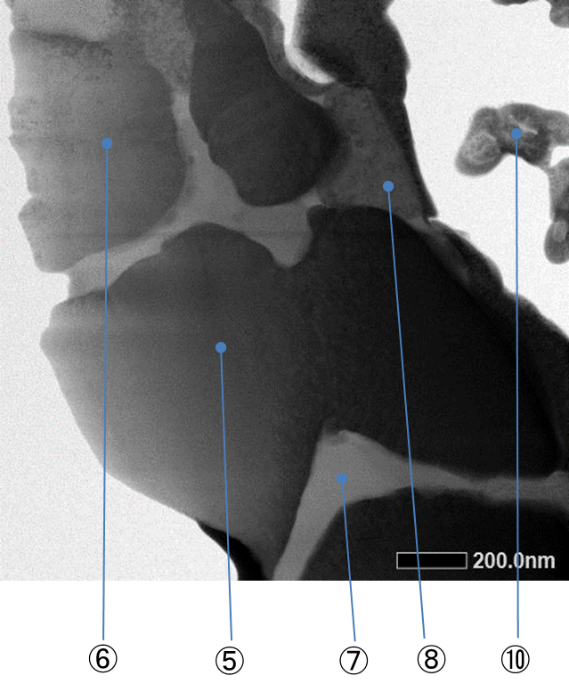 200.0nm
⑥ ⑤ ⑦ ⑧ ⑩